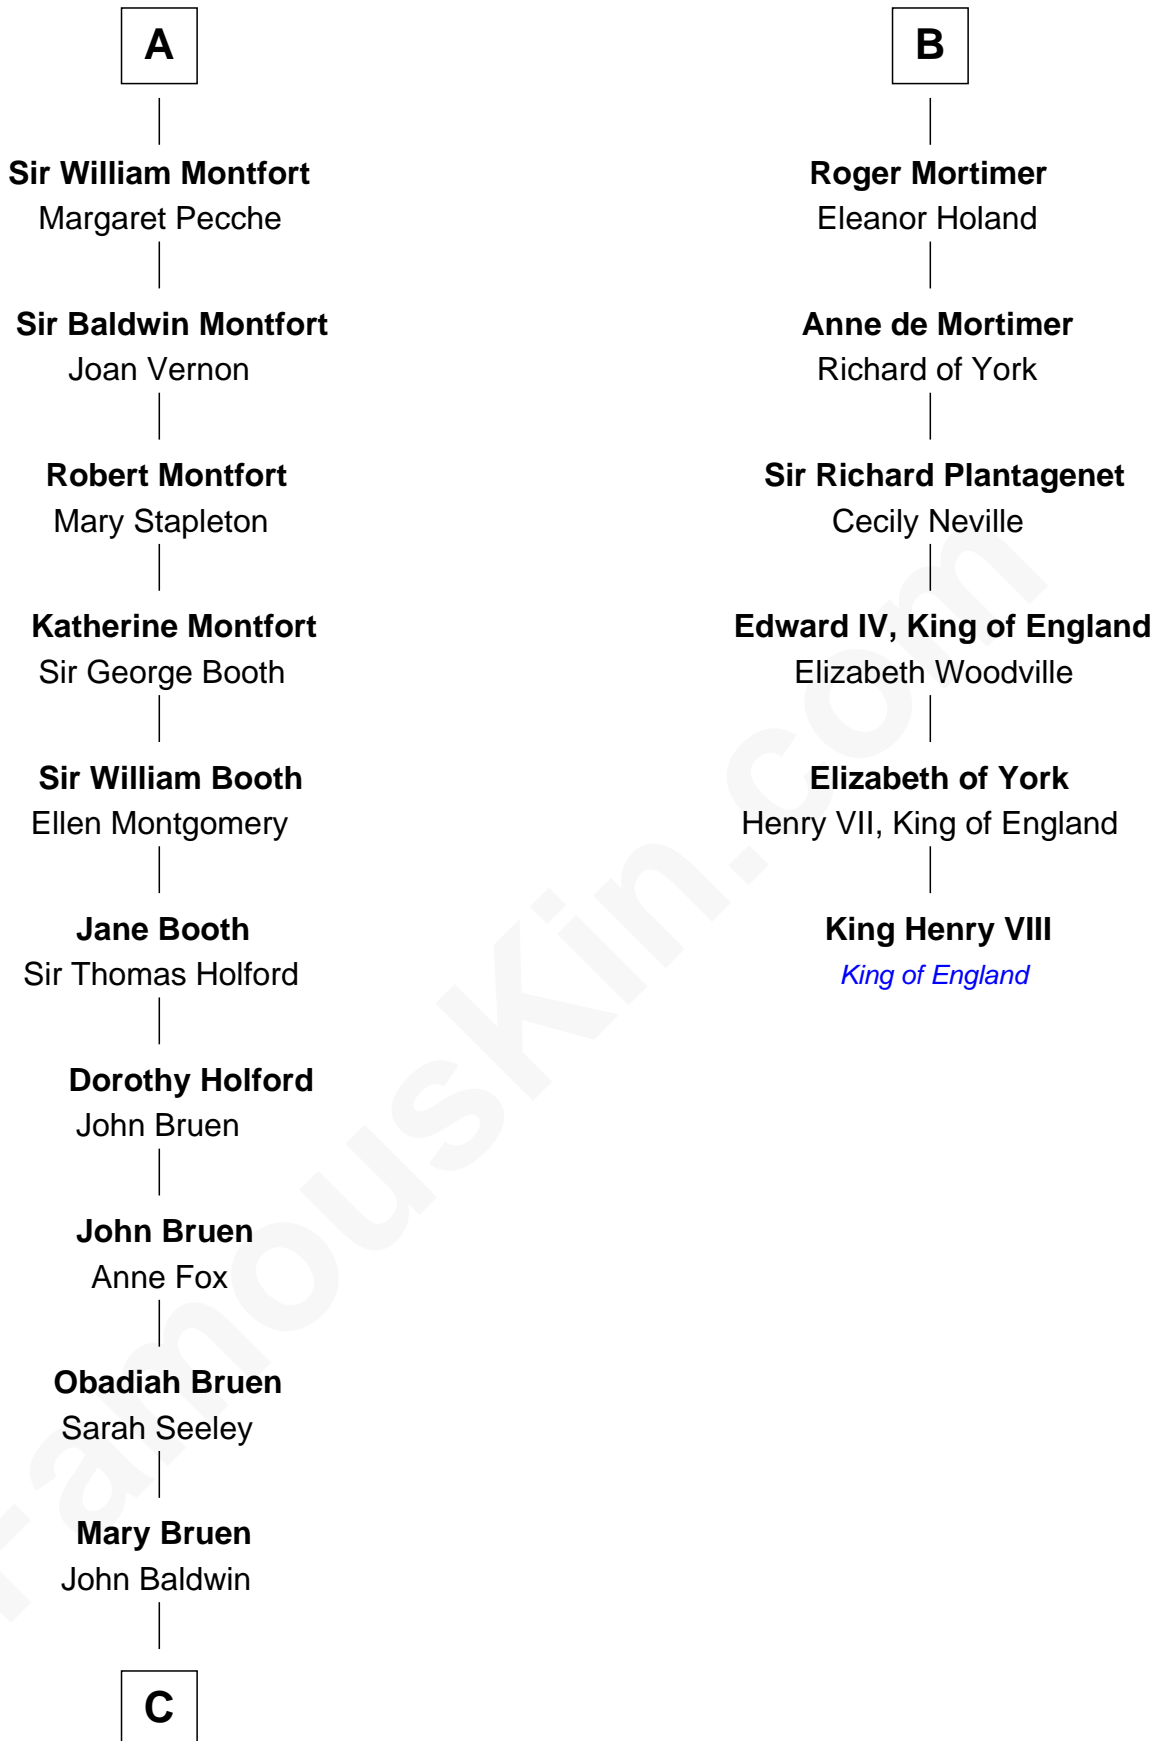 A
Sir William Montfort
Margaret Pecche
Sir Baldwin Montfort
Joan Vernon
Robert Montfort
Mary Stapleton
Katherine Montfort
Sir George Booth
Sir William Booth
Ellen Montgomery
Jane Booth
Sir Thomas Holford
Dorothy Holford
John Bruen
John Bruen
Anne Fox
Obadiah Bruen
Sarah Seeley
Mary Bruen
John Baldwin
C
B
Roger Mortimer
Eleanor Holand
Anne de Mortimer
Richard of York
Sir Richard Plantagenet
Cecily Neville
Edward IV, King of England
Elizabeth Woodville
Elizabeth of York
Henry VII, King of England
King Henry VIII
King of England
FamousKin.com